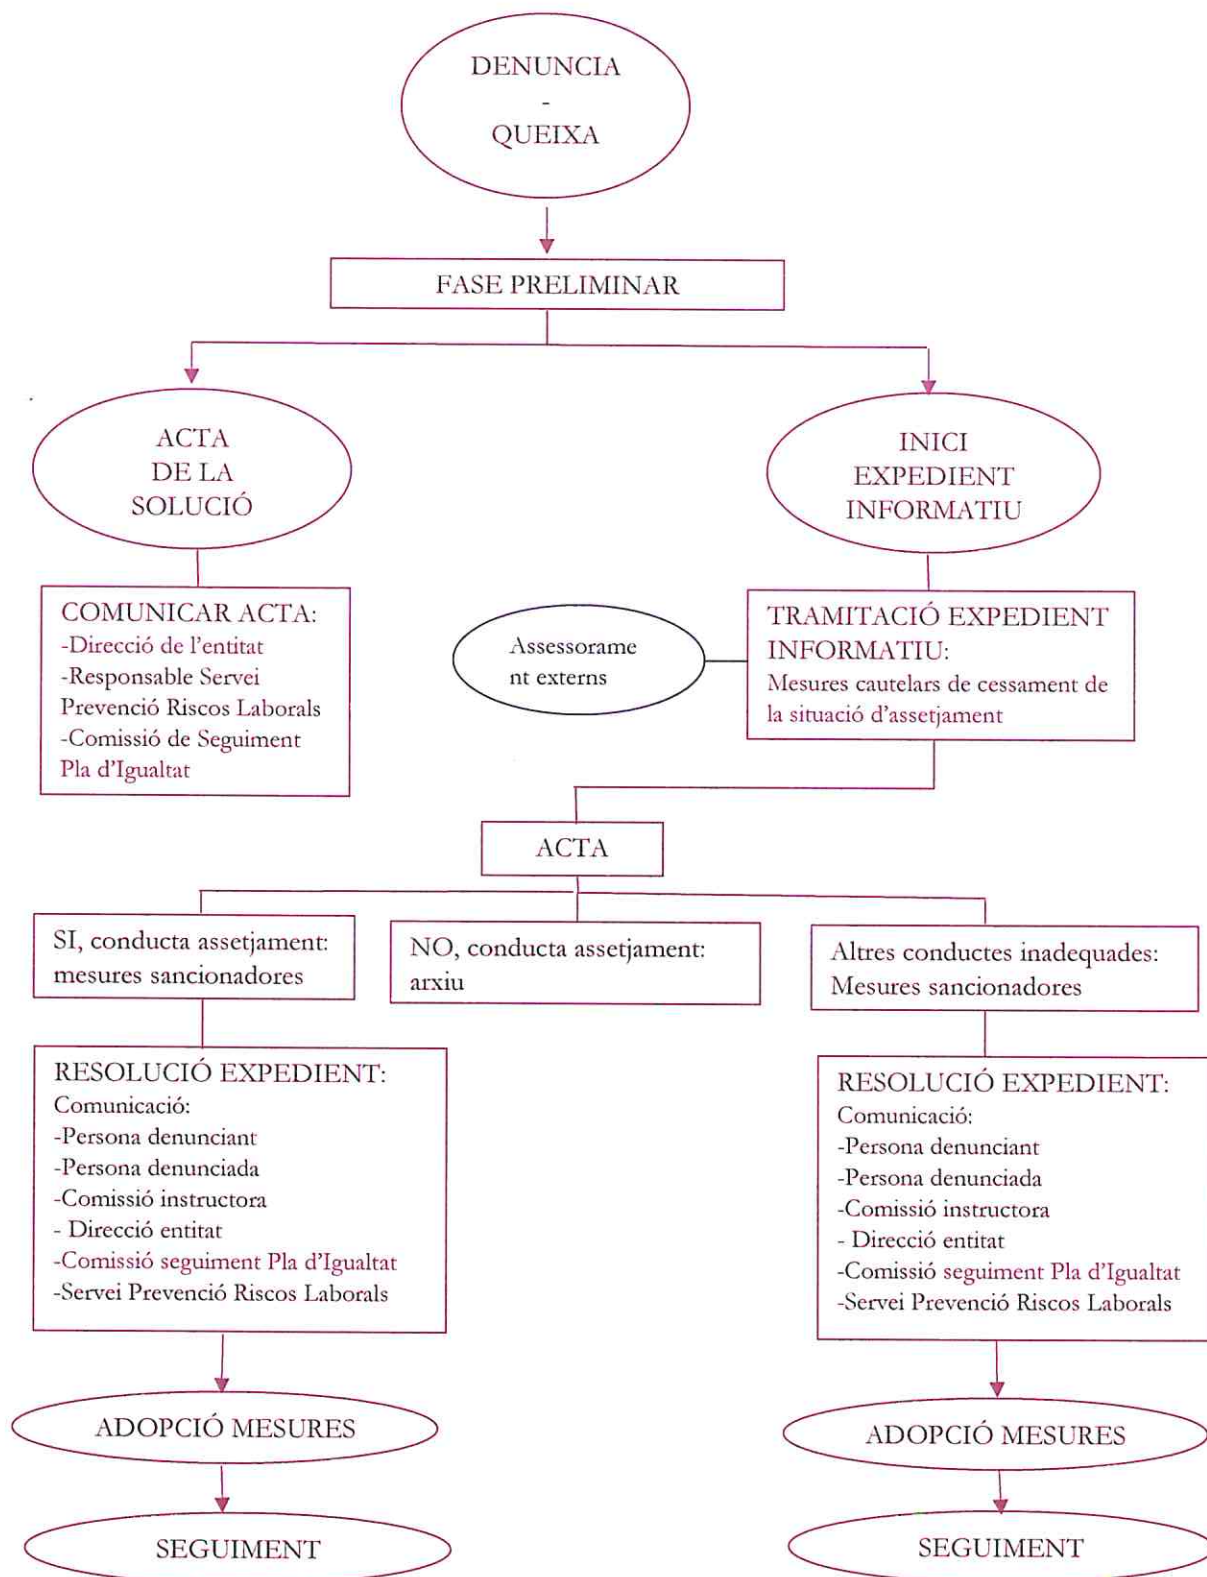 DENUNCIA
-
QUEIXA
FASE PRELIMINAR
ACTA
DE LA
SOLUCIÓ
INICI
EXPEDIENT
INFORMATIU
COMUNICAR ACTA:
-Direcció de l'entitat
-Responsable Servei
Prevenció Riscos Laborals
-Comissió de Seguiment
Pla d'Igualtat
Assessorame
nt externs
TRAMITACIÓ EXPEDIENT
INFORMATIU:
Mesures cautelars de cessament de
la situació d'assetjament
ACTA
SI, conducta assetjament:
mesures sancionadores
NO, conducta assetjament:
arxiu
Altres conductes inadequades:
Mesures sancionadores
RESOLUCIÓ EXPEDIENT:
Comunicació:
-Persona denunciant
-Persona denunciada
-Comissió instructora
- Direcció entitat
-Comissió seguiment Pla d'Igualtat
-Servei Prevenció Riscos Laborals
RESOLUCIÓ EXPEDIENT:
Comunicació:
-Persona denunciant
-Persona denunciada
-Comissió instructora
- Direcció entitat
-Comissió seguiment Pla d'Igualtat
-Servei Prevenció Riscos Laborals
ADOPCIÓ MESURES
ADOPCIÓ MESURES
SEGUIMENT
SEGUIMENT